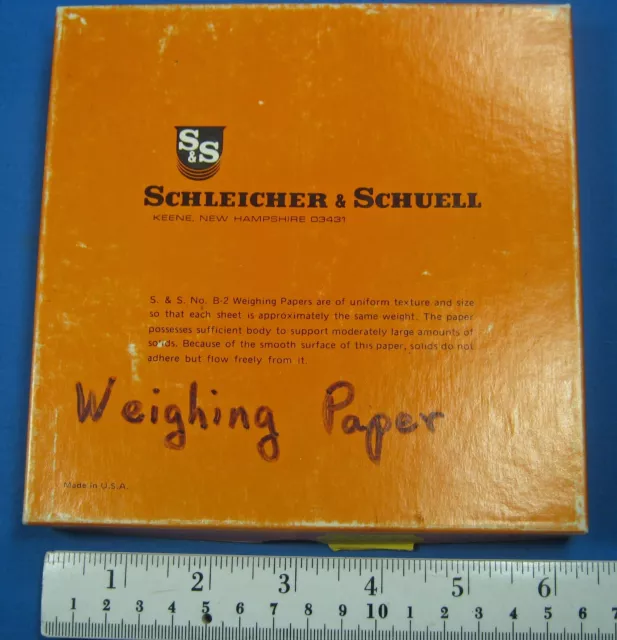 S&S
SCHLEICHER & SCHUELL
KEENE, NEW HAMPSHIRE 03431
S. & S. No. B-2 Weighing Papers are of uniform texture and size
so that each sheet is approximately the same weight. The paper
possesses sufficient body to support moderately large amounts of
solids. Because of the smooth surface of this paper, solids do not
adhere but flow freely from it.
Weighing Paper
Made in U.S.A.
1 2 3 4 5 6
1 2 3 4 5 6 7 8 9 10 1 2 3 4 5 6 7